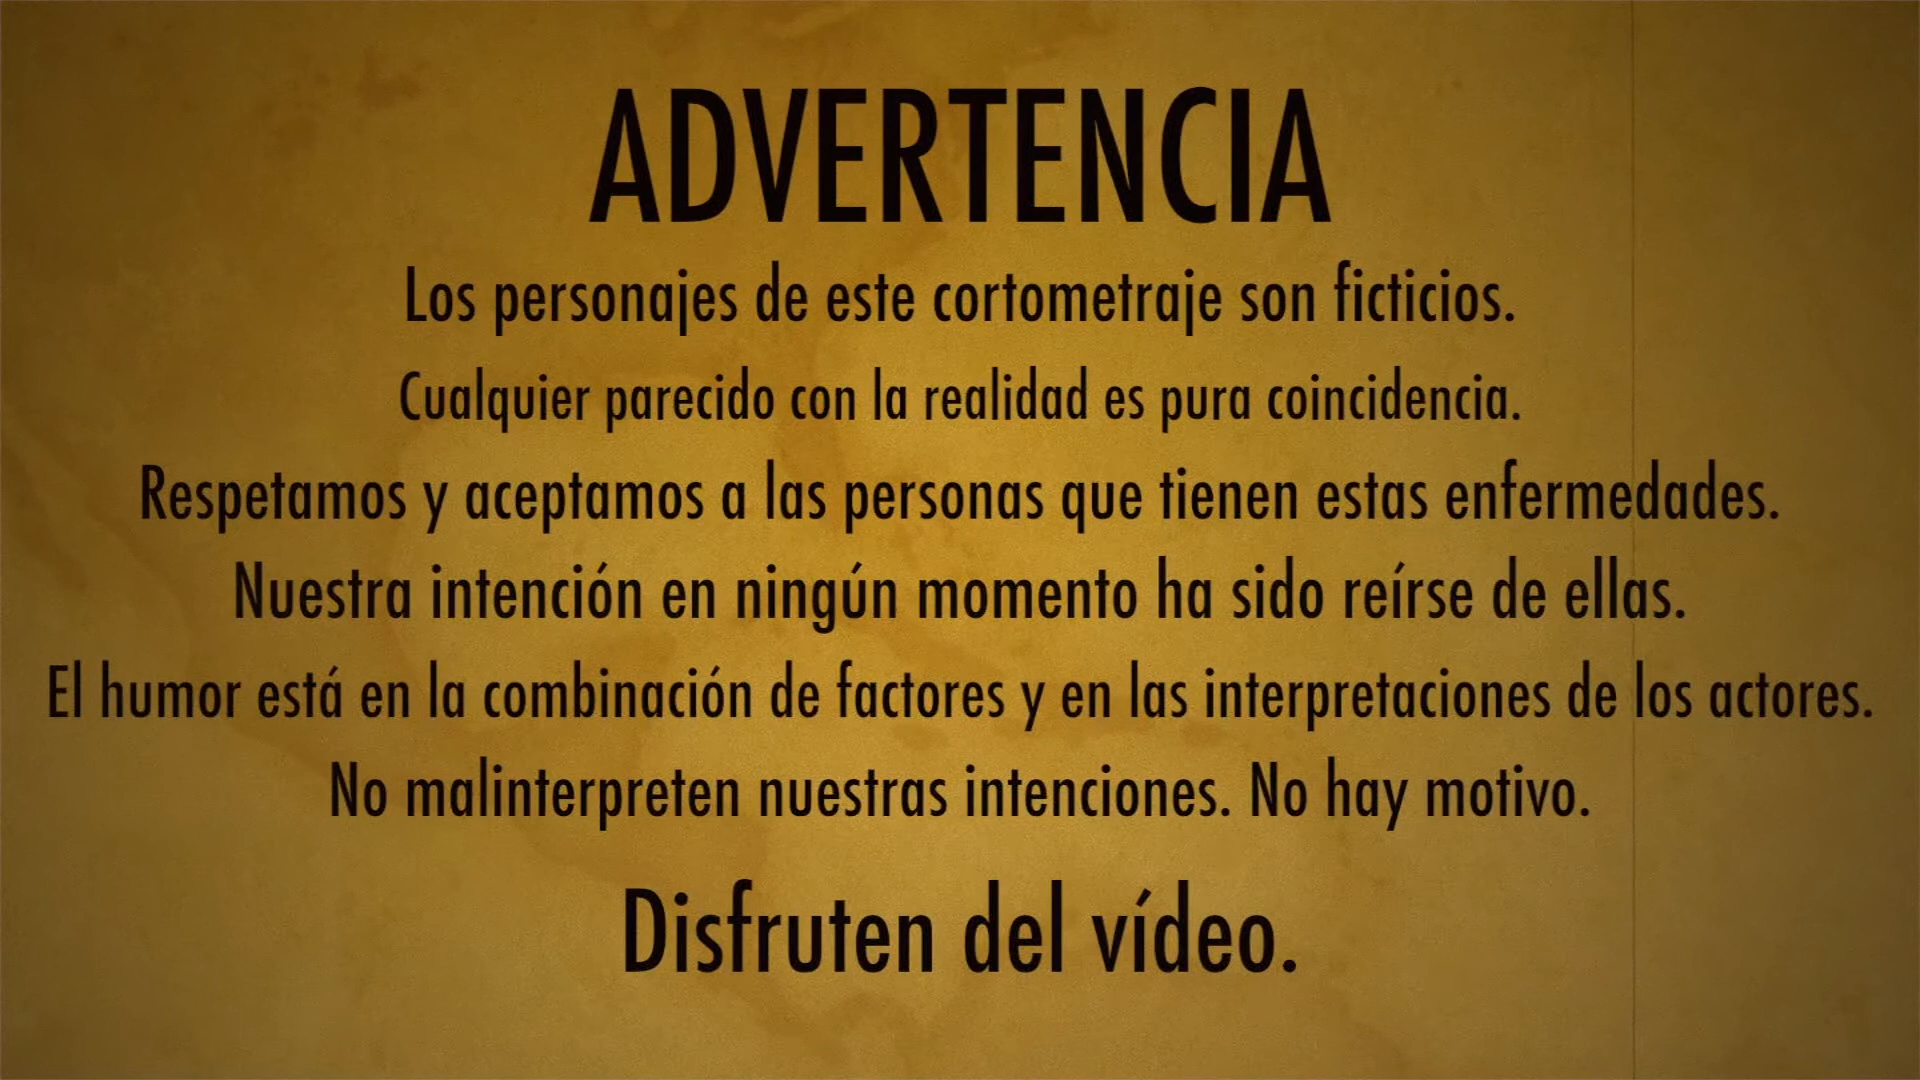 ADVERTENCIA
Los personajes de este cortometraje son ficticios.
Cualquier parecido con la realidad es pura coincidencia.
Respetamos y aceptamos a las personas que tienen estas enfermedades.
Nuestra intención en ningún momento ha sido reírse de ellas.
El humor está en la combinación de factores y en las interpretaciones de los actores.
No malinterpreten nuestras intenciones. No hay motivo.
Disfruten del vídeo.